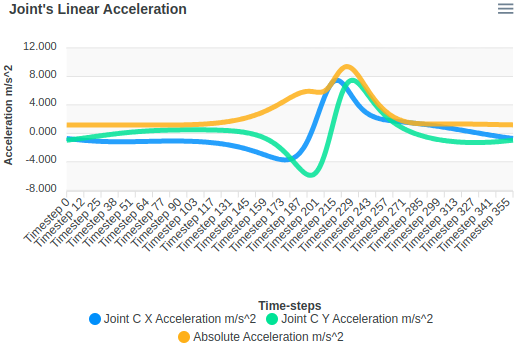 Joint's Linear Acceleration
12.000
8.000
4.000
0.000
-4.000
-8.000
Acceleration m/s^2
Timestep 0
Timestep 12
Timestep 25
Timestep 38
Timestep 51
Timestep 64
Timestep 77
Timestep 90
Timestep 103
Timestep 117
Timestep 131
Timestep 145
Timestep 159
Timestep 173
Timestep 187
Timestep 201
Timestep 215
Timestep 229
Timestep 243
Timestep 257
Timestep 271
Timestep 285
Timestep 299
Timestep 313
Timestep 327
Timestep 341
Timestep 355
Time-steps
Joint C X Acceleration m/s^2 Joint C Y Acceleration m/s^2
Absolute Acceleration m/s^2